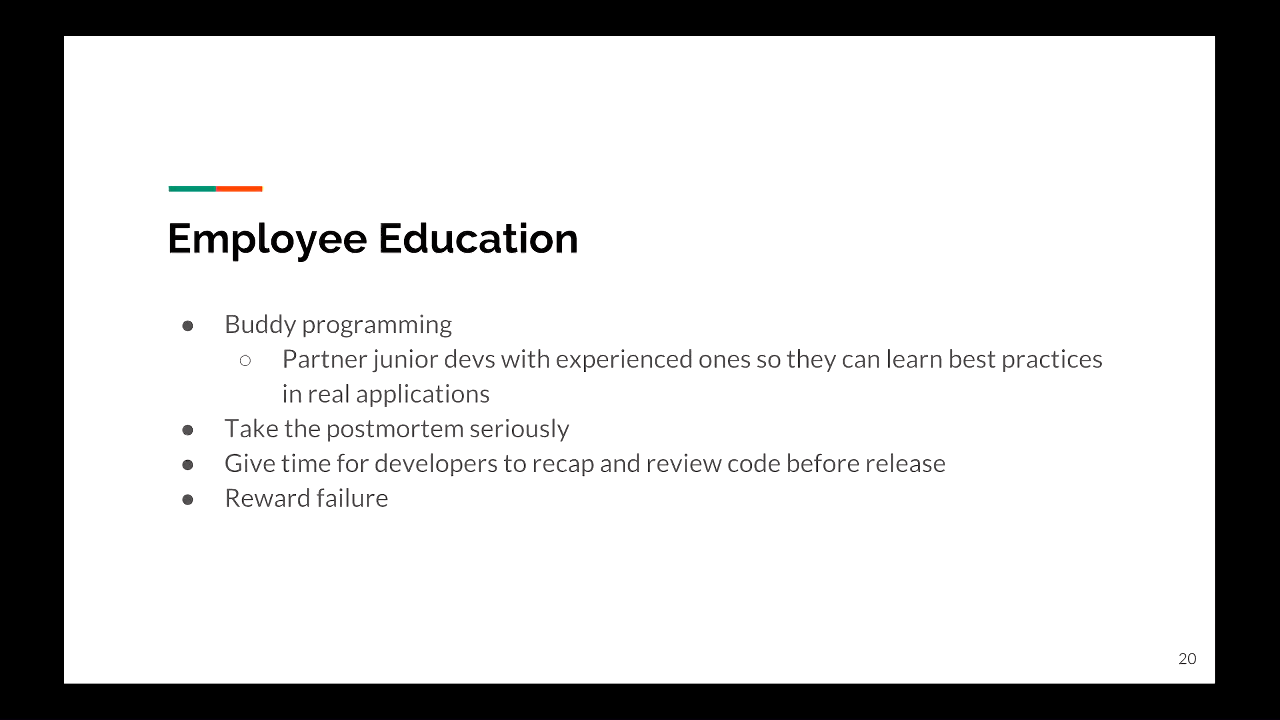 Employee Education
● Buddy programming
○ Partner junior devs with experienced ones so they can learn best practices
in real applications
● Take the postmortem seriously
● Give time for developers to recap and review code before release
● Reward failure
20